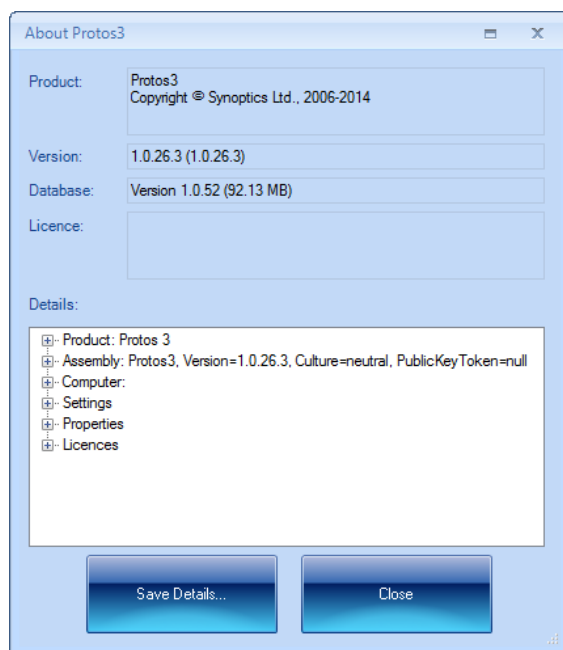 About Protos3
Product:
Protos3
Copyright © Synoptics Ltd., 2006-2014
Version:
1.0.26.3 (1.0.26.3)
Database:
Version 1.0.52 (92.13 MB)
Licence:
Details:
Product: Protos 3
Assembly: Protos3, Version=1.0.26.3, Culture=neutral, PublicKeyToken=null
Computer:
Settings
Properties
Licences
Save Details...
Close